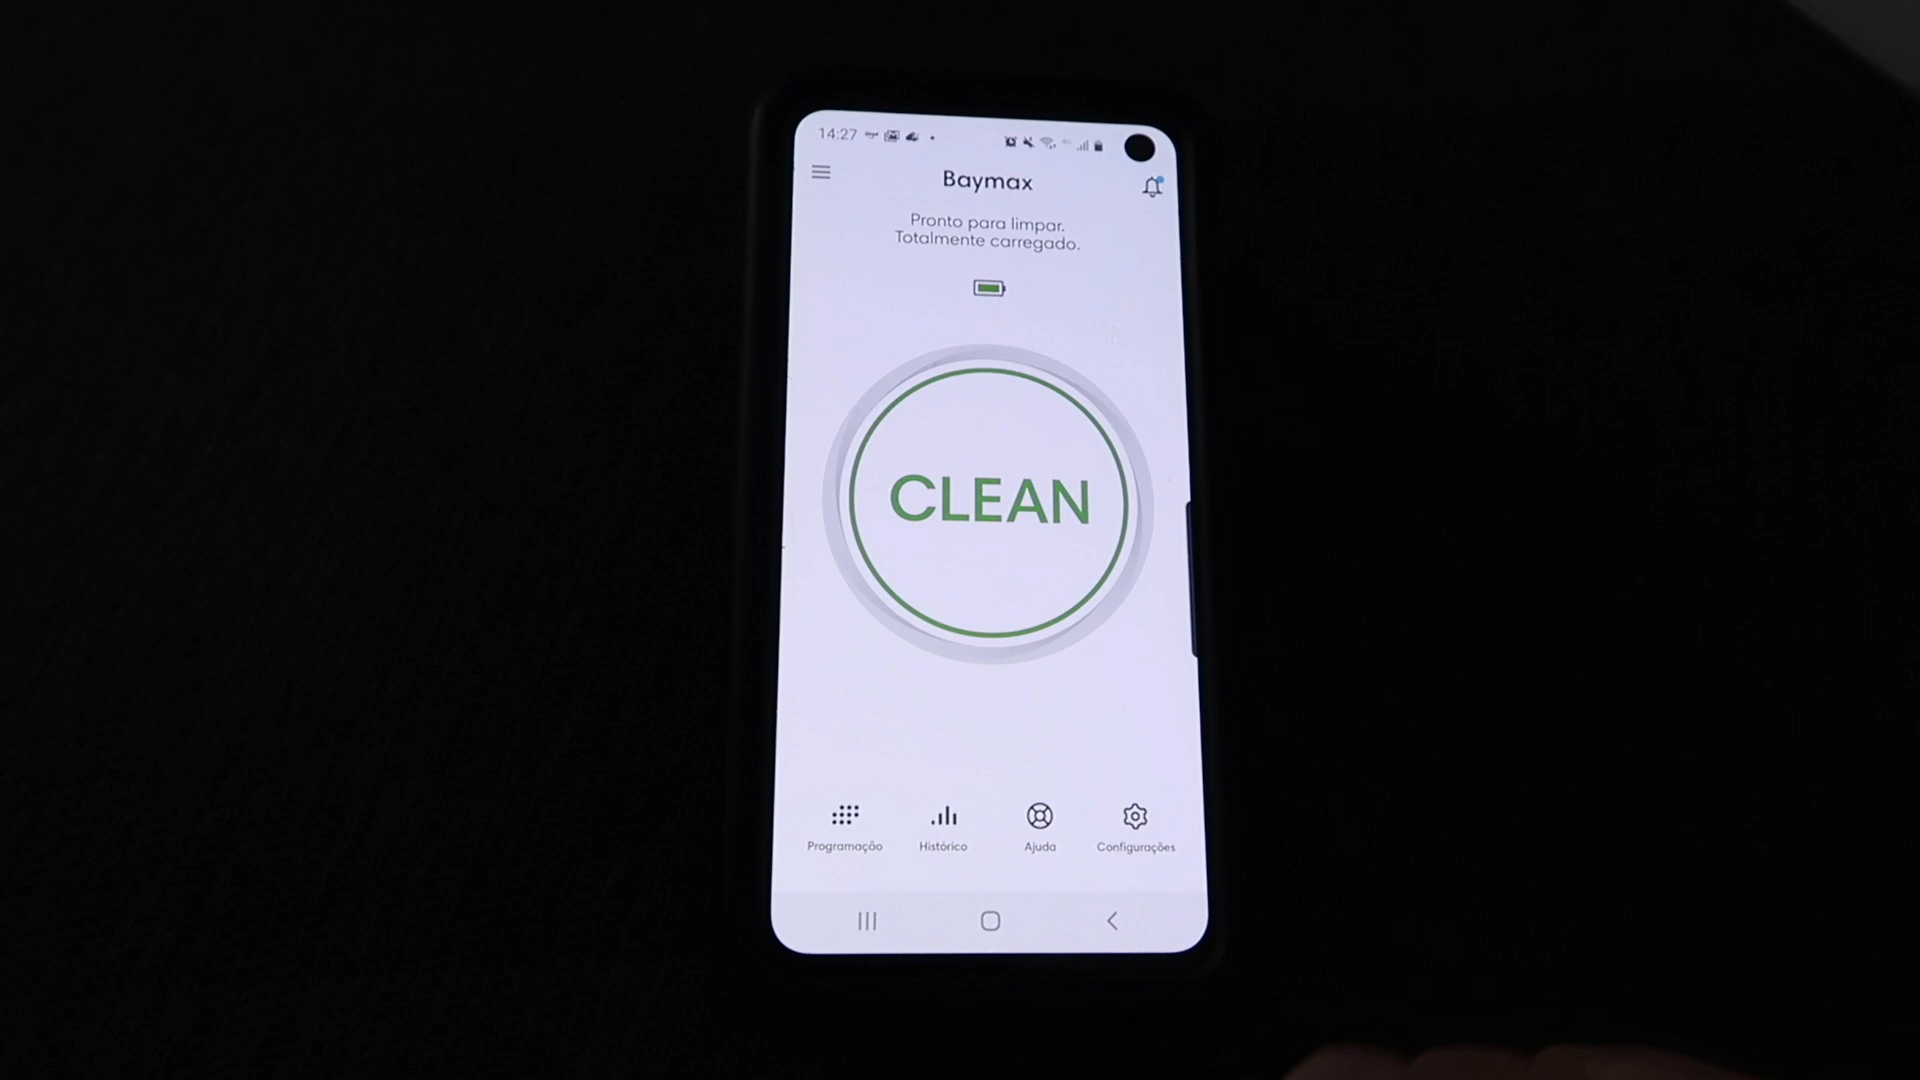 14:27
Baymax
Pronto para limpar.
Totalmente carregado.
CLEAN
Programação
Histórico
Ajuda
Configurações